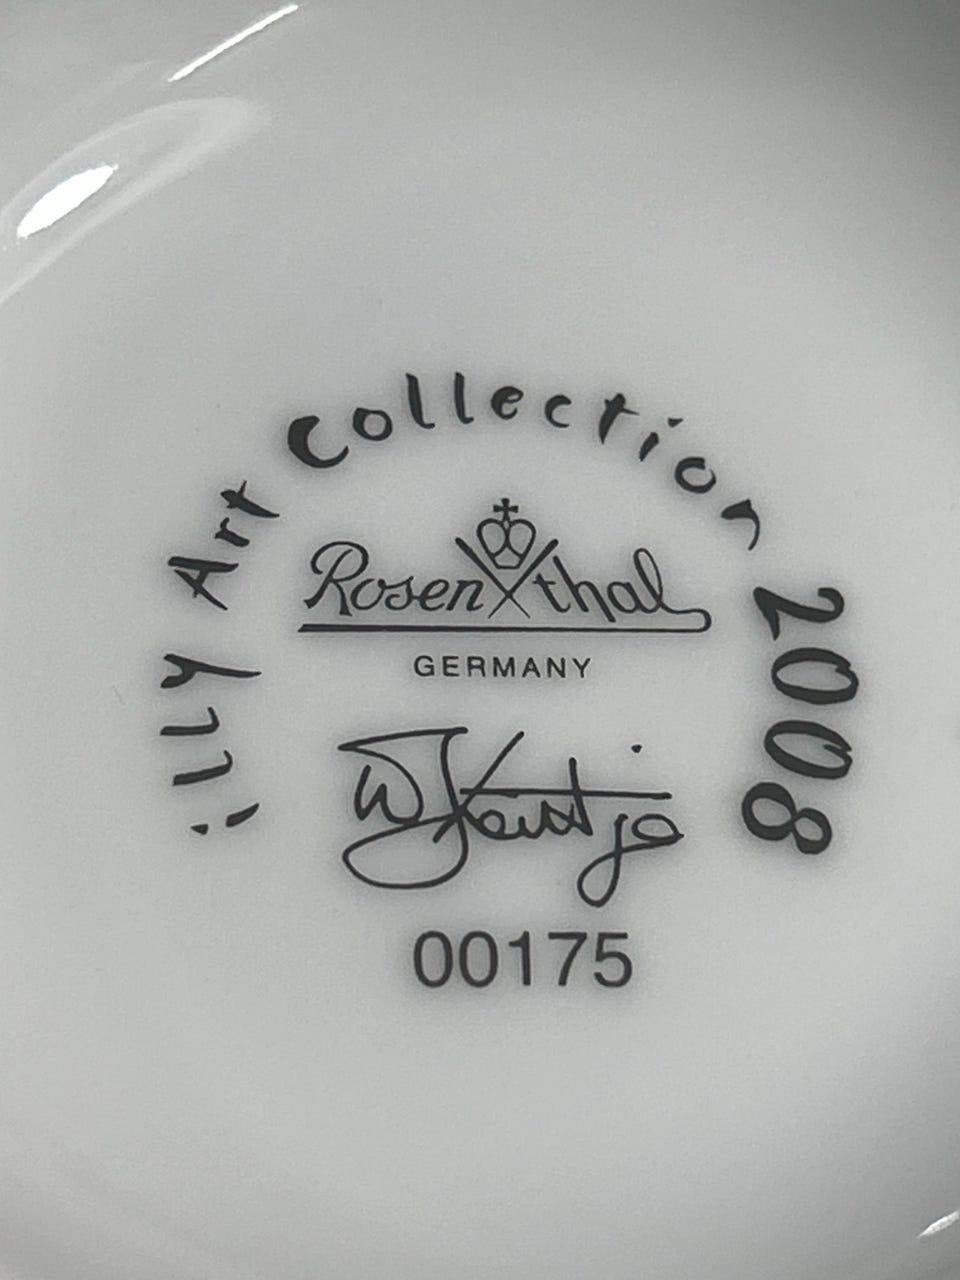 illy Art Collection 2008
Rosenthal
GERMANY
00175